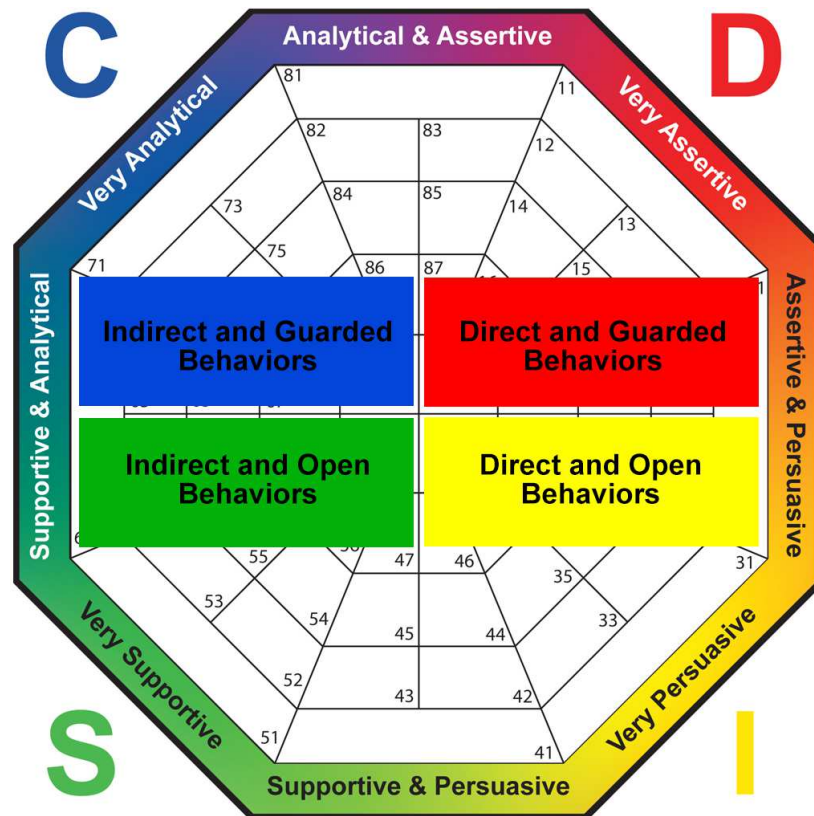 C
D
Analytical & Assertive
Very Analytical
Very Assertive
81
11
82
83
12
84
85
14
73
13
75
15
86
87
71
Supportive & Analytical
Assertive & Persuasive
Indirect and Guarded
Behaviors
Direct and Guarded
Behaviors
Indirect and Open
Behaviors
Direct and Open
Behaviors
55
47
46
35
31
53
54
45
44
33
52
43
42
51
41
Very Supportive
Very Persuasive
Supportive & Persuasive
S
I